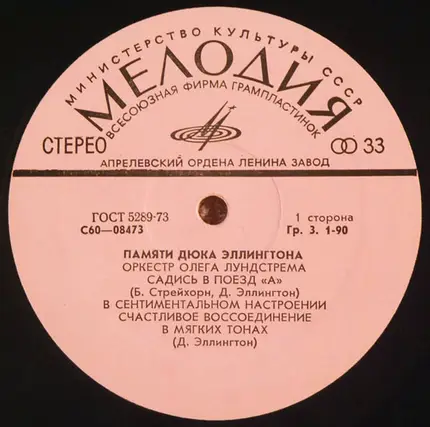 МИНИСТЕРСТВО КУЛЬТУРЫ СССР
МЕЛОДИЯ
ВСЕСОЮЗНАЯ ФИРМА ГРАМПЛАСТИНОК
СТЕРЕО
33
АПРЕЛЕВСКИЙ ОРДЕНА ЛЕНИНА ЗАВОД
ГОСТ 5289-73
1 сторона
С60—08473
Гр. 3. 1-90
ПАМЯТИ ДЮКА ЭЛЛИНГТОНА
ОРКЕСТР ОЛЕГА ЛУНДСТРЕМА
САДИСЬ В ПОЕЗД «А»
(Б. Стрейхорн, Д. Эллингтон)
В СЕНТИМЕНТАЛЬНОМ НАСТРОЕНИИ
СЧАСТЛИВОЕ ВОССОЕДИНЕНИЕ
В МЯГКИХ ТОНАХ
(Д. Эллингтон)